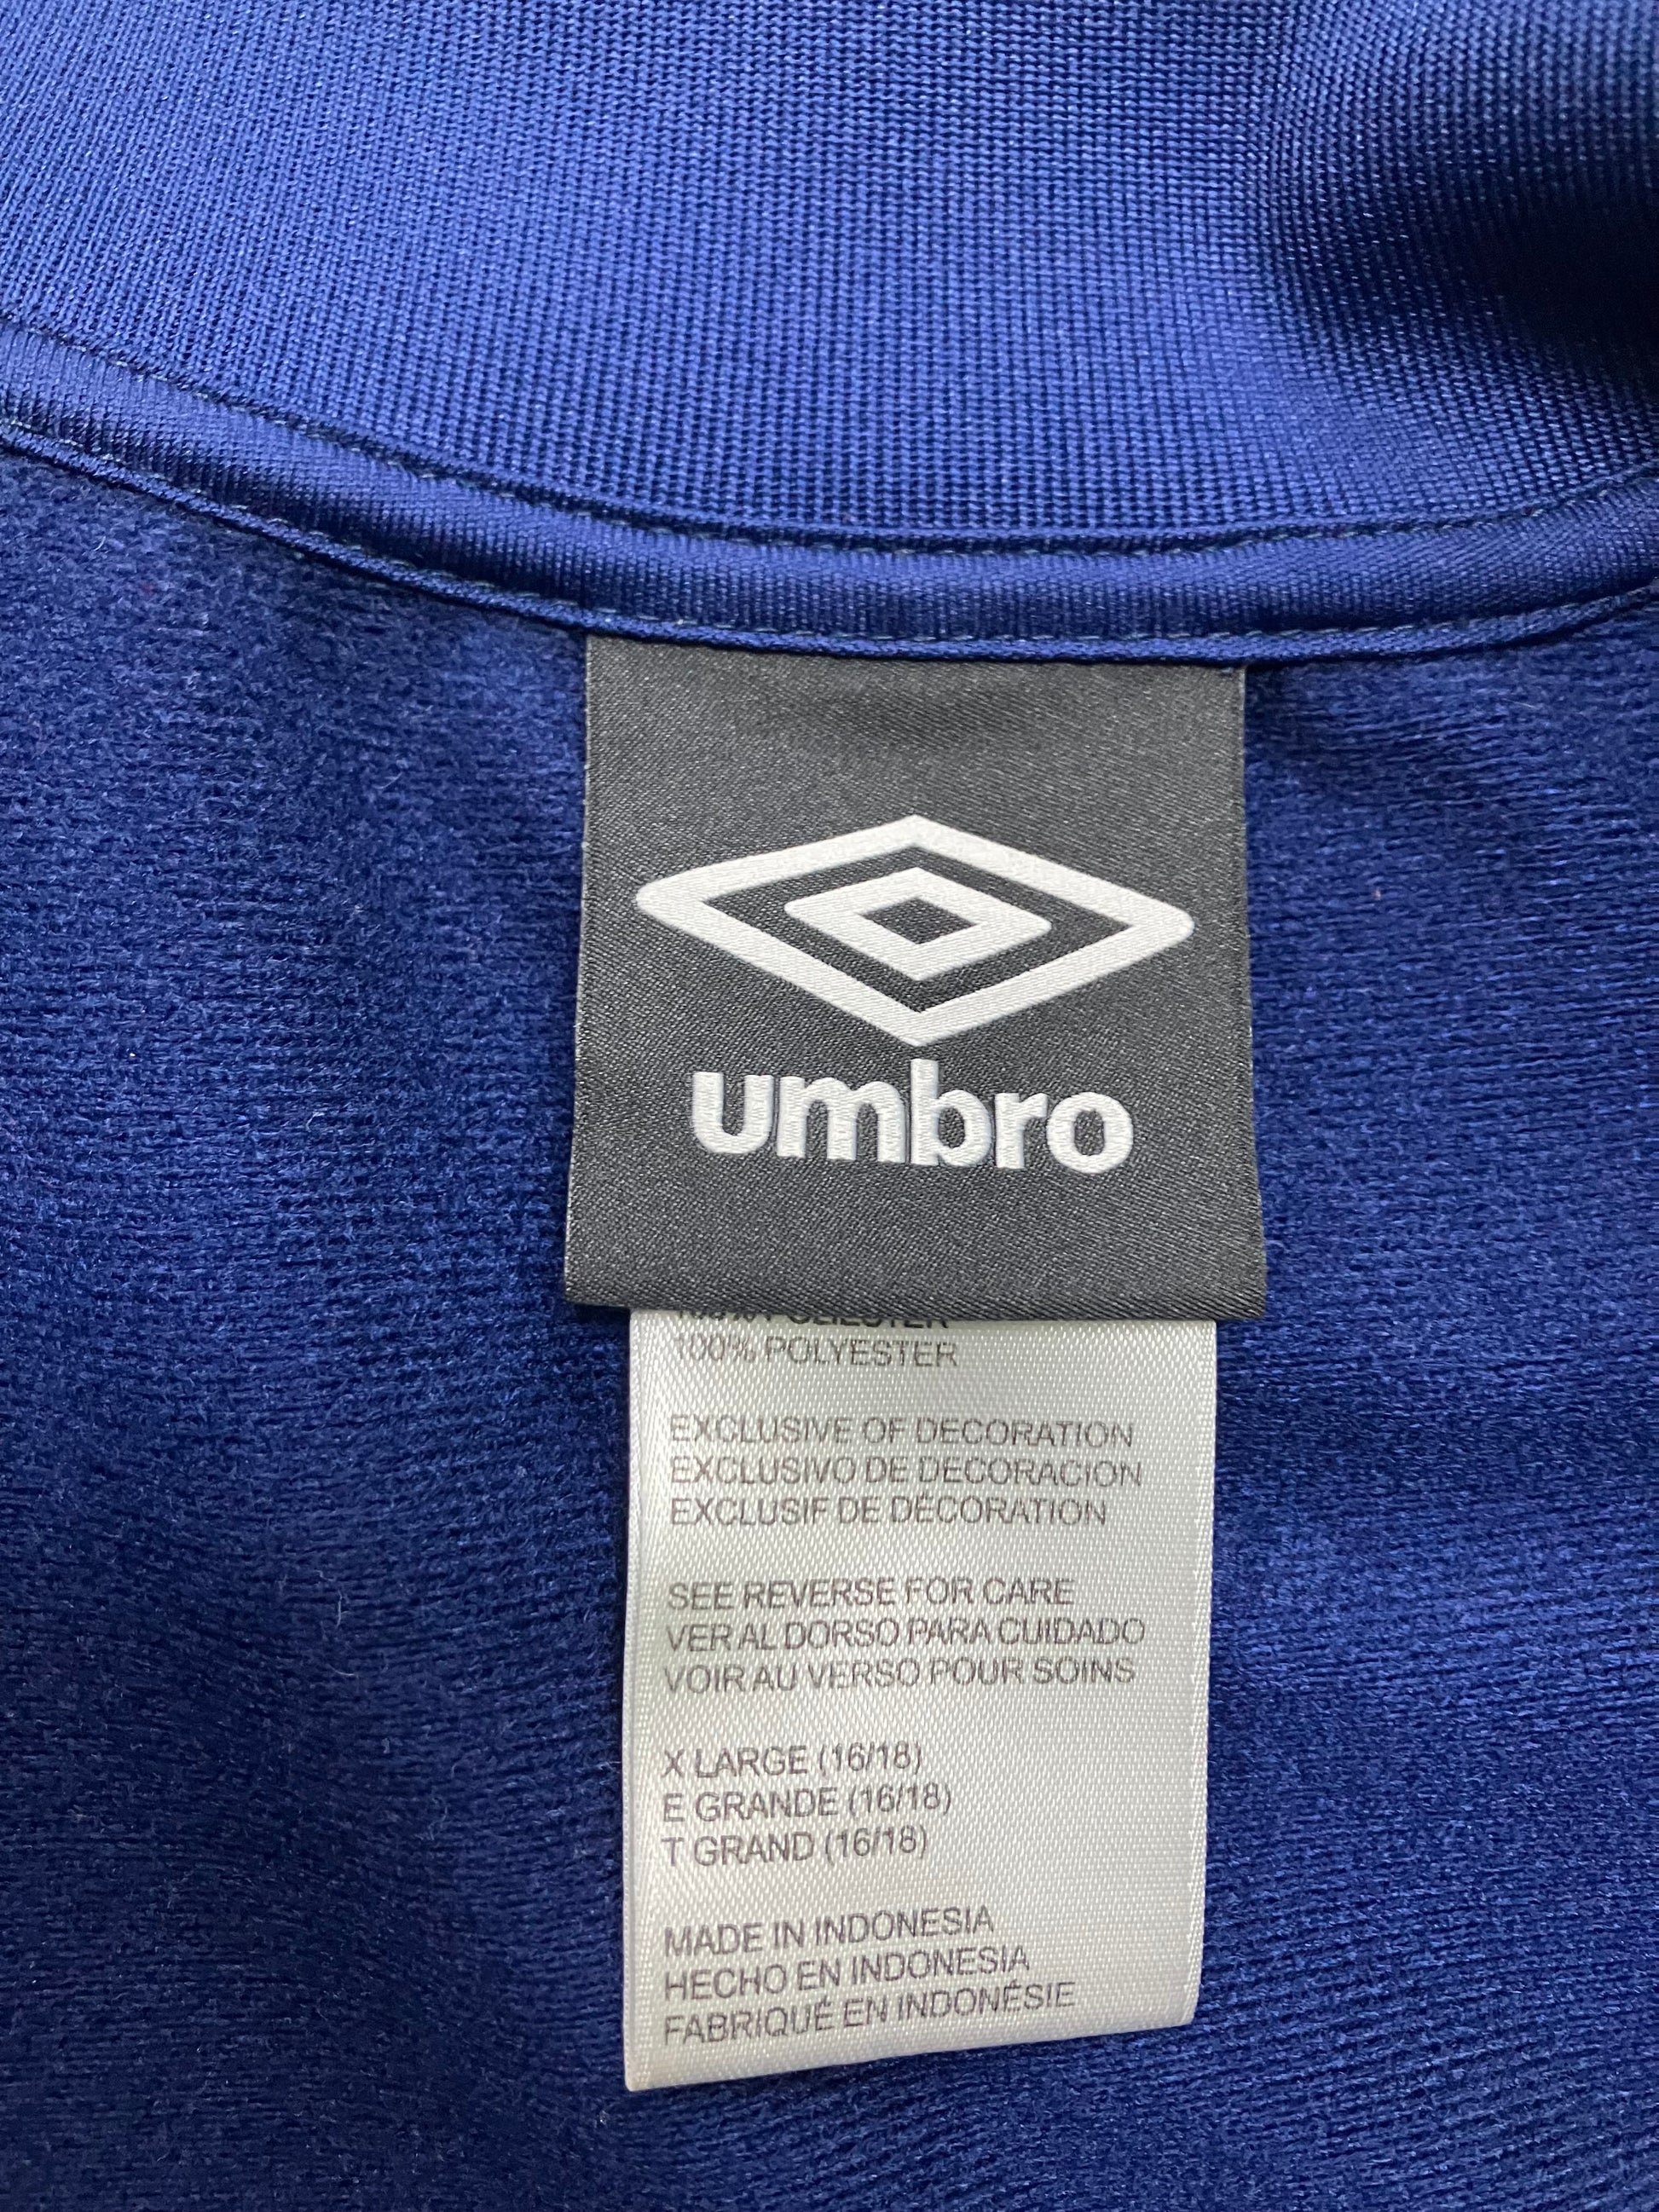 umbro
100% POLIESTER
100% POLYESTER
EXCLUSIVE OF DECORATION
EXCLUSIVO DE DECORACION
EXCLUSIF DE DÉCORATION
SEE REVERSE FOR CARE
VER AL DORSO PARA CUIDADO
VOIR AU VERSO POUR SOINS
X LARGE (16/18)
E GRANDE (16/18)
T GRAND (16/18)
MADE IN INDONESIA
HECHO EN INDONESIA
FABRIQUÉ EN INDONÉSIE